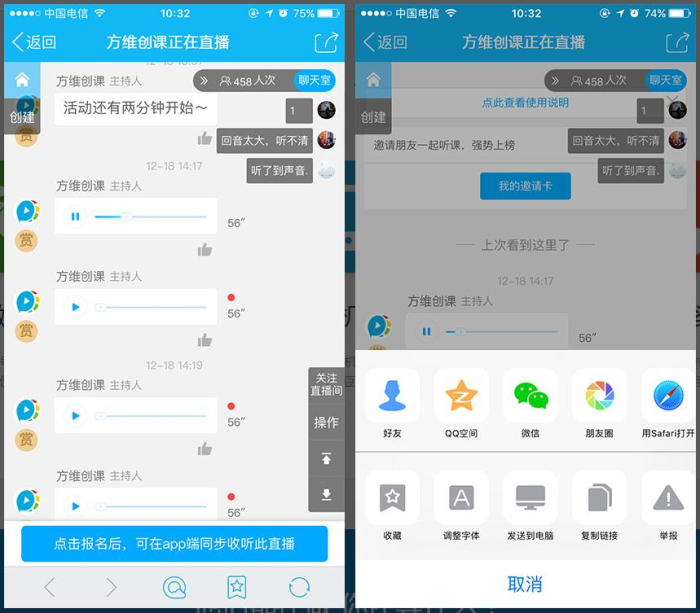 中国电信
10:32
75%
返回
方维创课正在直播
方维创课 主持人
458人次
聊天室
创建
活动还有两分钟开始～
1
赏
回音太大，听不清
12-18 14:17
听了到声音.
方维创课 主持人
56"
赏
方维创课 主持人
56"
赏
12-18 14:19
关注
直播间
方维创课 主持人
操作
56"
赏
方维创课 主持人
56"
点击报名后，可在app端同步收听此直播
中国电信
10:32
74%
返回
方维创课正在直播
458人次
聊天室
点此查看使用说明
1
创建
邀请朋友一起听课，强势上榜
回音太大，听不清
听了到声音.
我的邀请卡
上次看到这里了
12-18 14:17
方维创课 主持人
56"
好友
QQ空间
微信
朋友圈
用Safari打开
收藏
A
调整字体
发送到电脑
复制链接
举报
取消